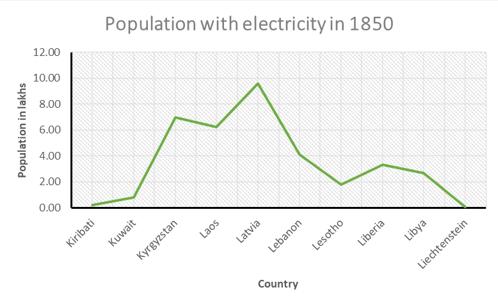 Population with electricity in 1850
Population in lakhs
12.00
10.00
8.00
6.00
4.00
2.00
0.00
Kiribati
Kuwait
Kyrgyzstan
Laos
Latvia
Lebanon
Lesotho
Liberia
Libya
Liechtenstein
Country